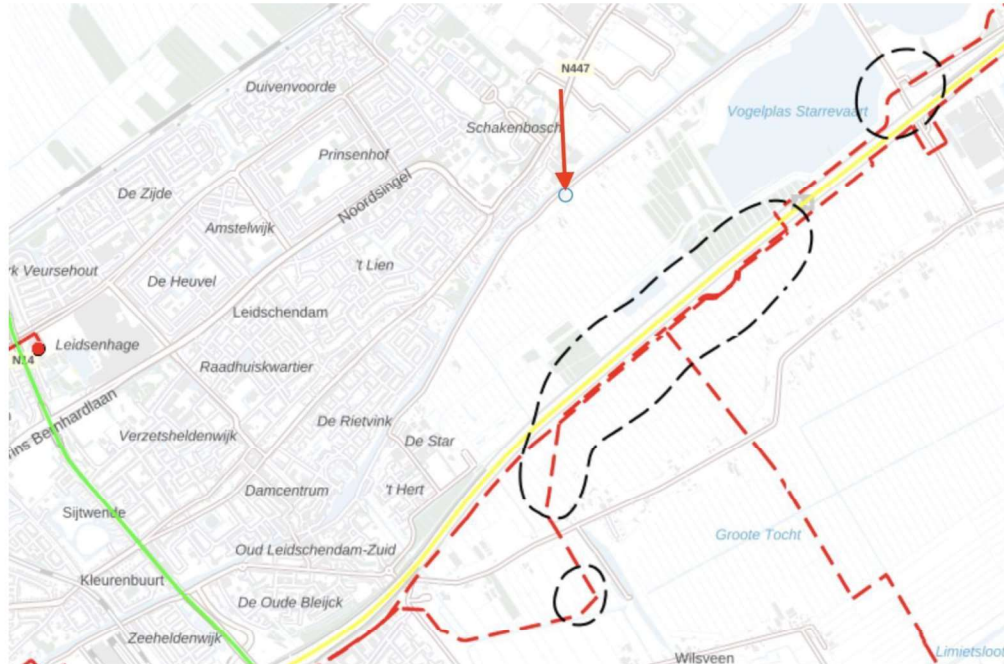 N447
Duivenvoorde
Vogelplas Starrevaart
Schakenbosch
Prinsenhof
De Zijde
Noordsingel
Amstelwijk
't Lien
rk Veursehout
De Heuvel
Leidschendam
Leidsenhage
N14
Raadhuiskwartier
ins Bernhardlaan
De Rietvink
Verzetsheldenwijk
De Star
Damcentrum
't Hert
Sijtwende
Groote Tocht
Oud Leidschendam-Zuid
Kleurenbuurt
De Oude Bleijck
Zeeheldenwijk
Wilsveen
Limietsloot